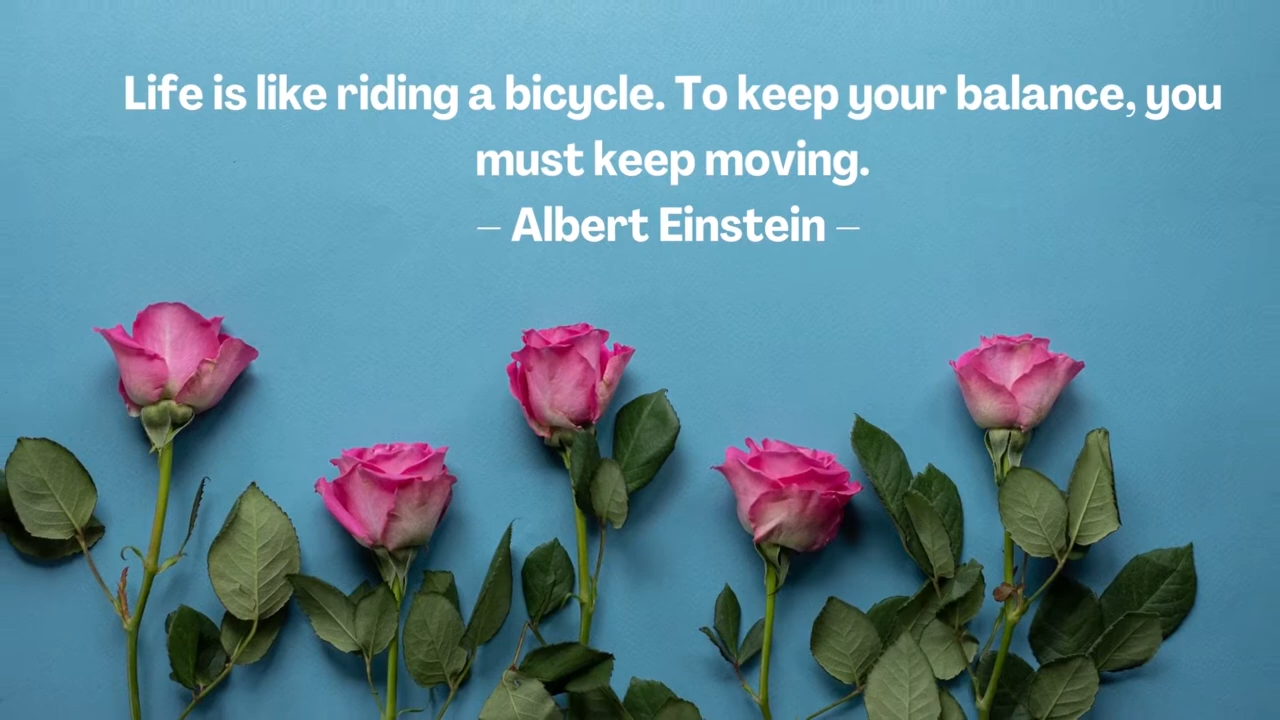 Life is like riding a bicycle. To keep your balance, you
must keep moving.
– Albert Einstein –